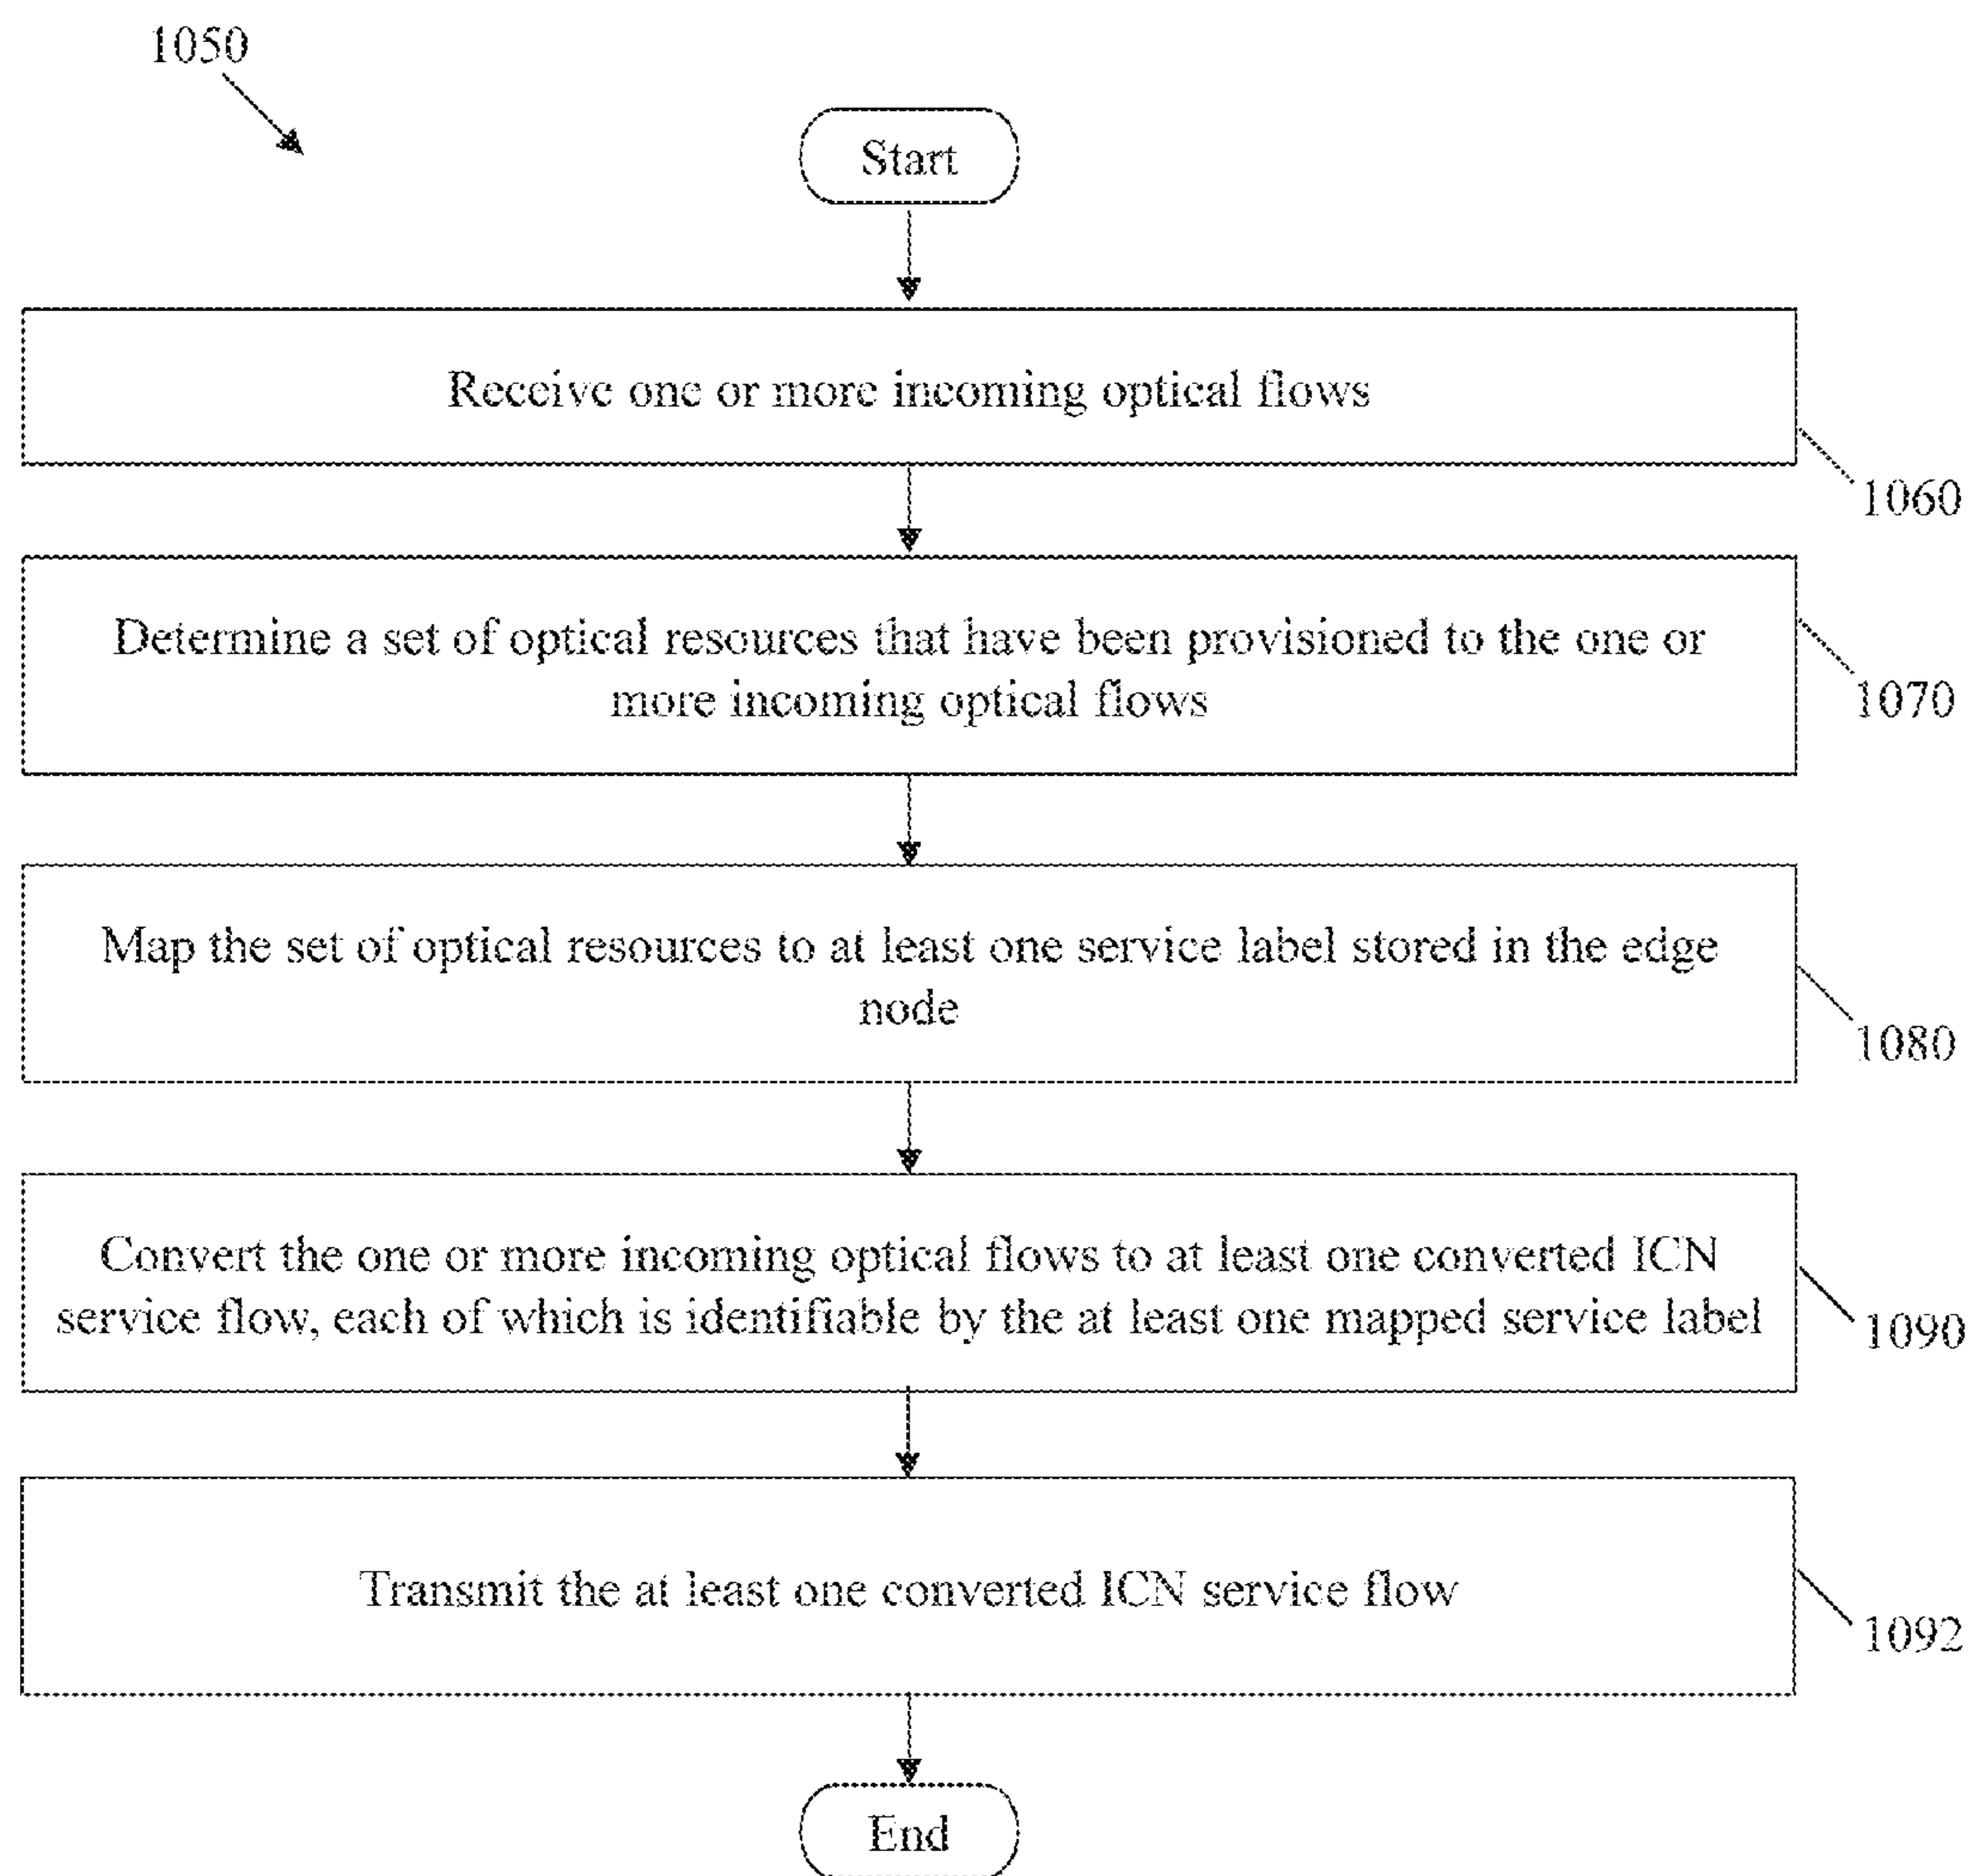 1050
Start
Receive one or more incoming optical flows
1060
Determine a set of optical resources that have been provisioned to the one or
more incoming optical flows
1070
Map the set of optical resources to at least one service label stored in the edge
node
1080
Convert the one or more incoming optical flows to at least one converted ICN
service flow, each of which is identifiable by the at least one mapped service label
1090
Transmit the at least one converted ICN service flow
1092
End